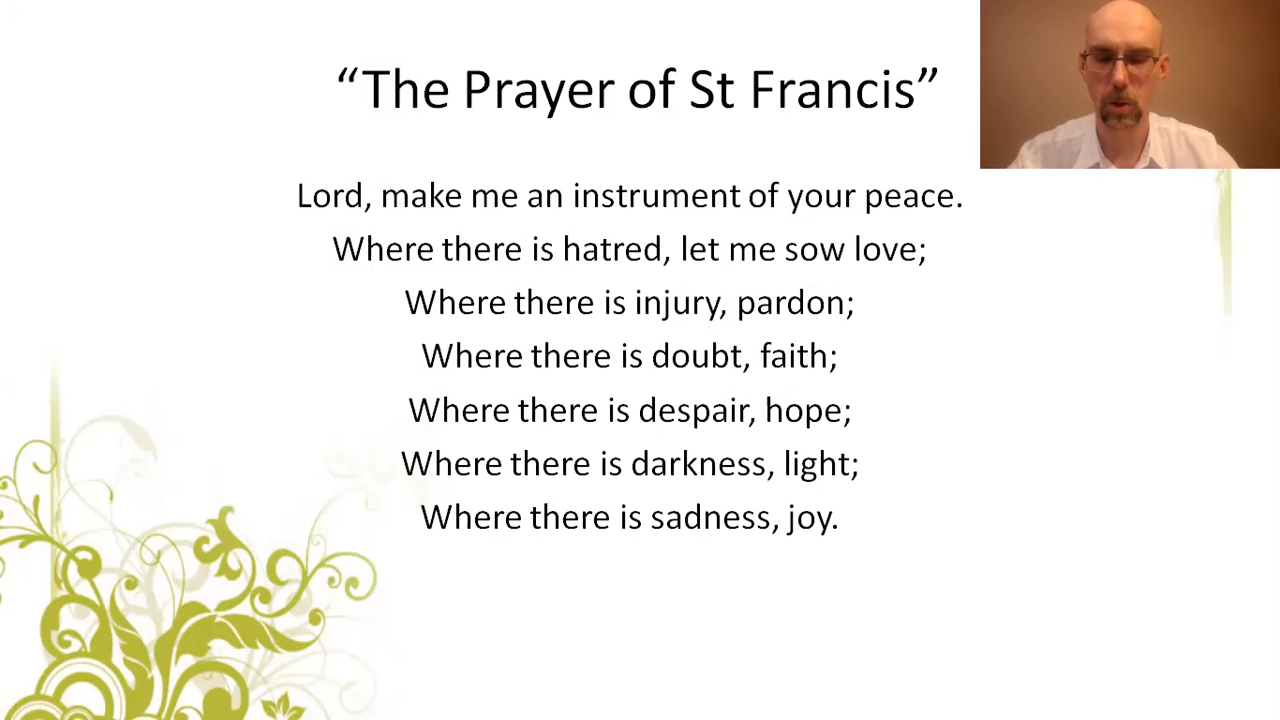 “The Prayer of St Francis”
Lord, make me an instrument of your peace.
Where there is hatred, let me sow love;
Where there is injury, pardon;
Where there is doubt, faith;
Where there is despair, hope;
Where there is darkness, light;
Where there is sadness, joy.